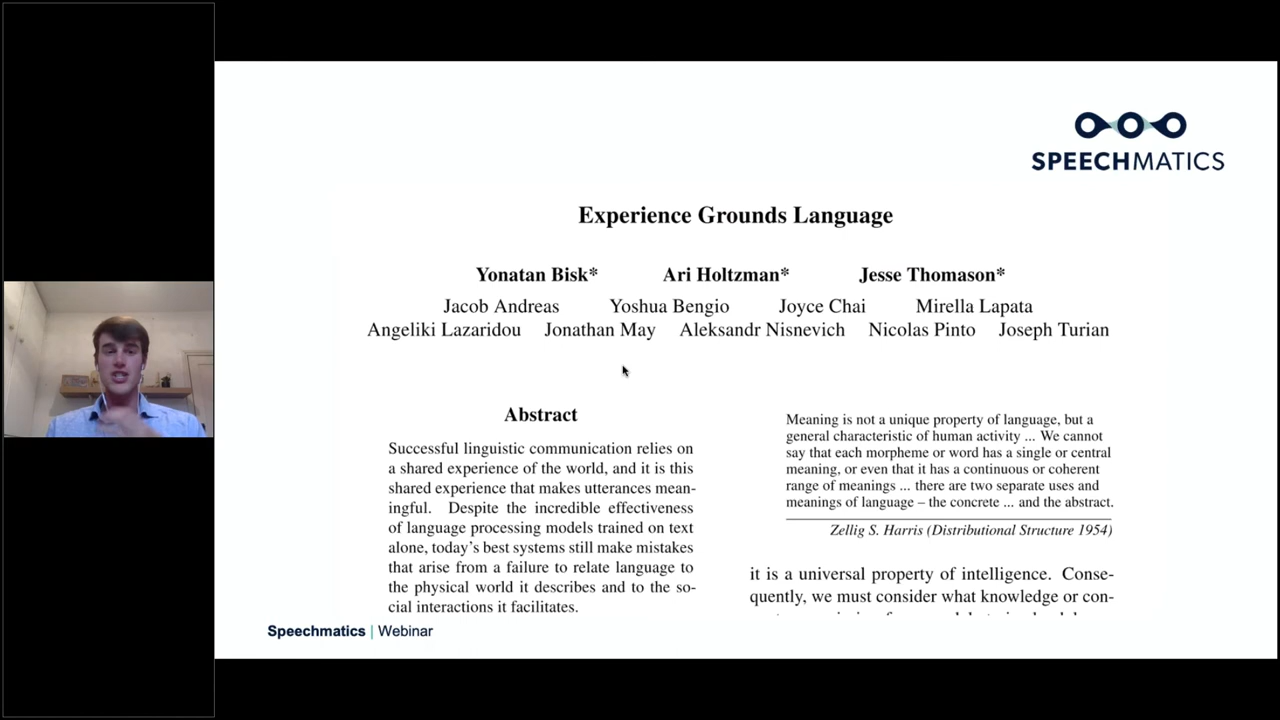 SPEECHMATICS
Experience Grounds Language
Yonatan Bisk* Ari Holtzman* Jesse Thomason*
Jacob Andreas Yoshua Bengio Joyce Chai Mirella Lapata
Angeliki Lazaridou Jonathan May Aleksandr Nisnevich Nicolas Pinto Joseph Turian
Abstract
Successful linguistic communication relies on
a shared experience of the world, and it is this
shared experience that makes utterances mean-
ingful. Despite the incredible effectiveness
of language processing models trained on text
alone, today's best systems still make mistakes
that arise from a failure to relate language to
the physical world it describes and to the so-
cial interactions it facilitates.
Meaning is not a unique property of language, but a
general characteristic of human activity ... We cannot
say that each morpheme or word has a single or central
meaning, or even that it has a continuous or coherent
range of meanings ... there are two separate uses and
meanings of language – the concrete ... and the abstract.
Zellig S. Harris (Distributional Structure 1954)
it is a universal property of intelligence. Conse-
quently, we must consider what knowledge or con-
Speechmatics | Webinar